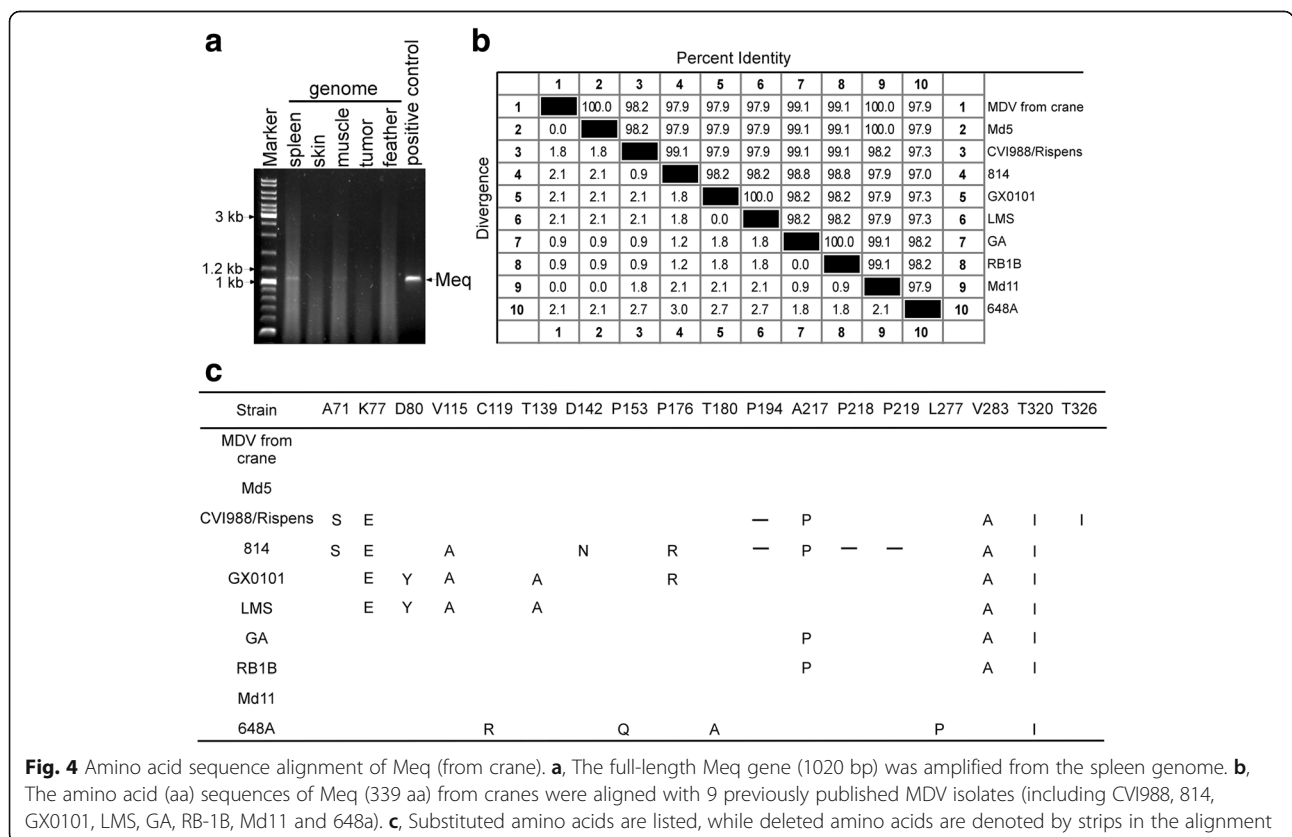 a
genome
Marker
spleen
skin
muscle
tumor
feather
positive control
3 kb
1.2 kb
1 kb
Meq
b
Percent Identity
Divergence
1 2 3 4 5 6 7 8 9 10
1 100.0 98.2 97.9 97.9 97.9 99.1 99.1 100.0 97.9 1 MDV from crane
2 0.0 98.2 97.9 97.9 97.9 99.1 99.1 100.0 97.9 2 Md5
3 1.8 1.8 99.1 97.9 97.9 99.1 99.1 98.2 97.3 3 CVI988/Rispens
4 2.1 2.1 0.9 98.2 98.2 98.8 98.8 97.9 97.0 4 814
5 2.1 2.1 2.1 1.8 100.0 98.2 98.2 97.9 97.3 5 GX0101
6 2.1 2.1 2.1 1.8 0.0 98.2 98.2 97.9 97.3 6 LMS
7 0.9 0.9 0.9 1.2 1.8 1.8 100.0 99.1 98.2 7 GA
8 0.9 0.9 0.9 1.2 1.8 1.8 0.0 99.1 98.2 8 RB1B
9 0.0 0.0 1.8 2.1 2.1 2.1 0.9 0.9 97.9 9 Md11
10 2.1 2.1 2.7 3.0 2.7 2.7 1.8 1.8 2.1 10 648A
1 2 3 4 5 6 7 8 9 10
c
Strain A71 K77 D80 V115 C119 T139 D142 P153 P176 T180 P194 A217 P218 P219 L277 V283 T320 T326
MDV from
crane
Md5
CVI988/Rispens S E — P A I I
814 S E A N R — P — — A I
GX0101 E Y A A R A I
LMS E Y A A A I
GA P A I
RB1B P A I
Md11
648A R Q A P I
Fig. 4 Amino acid sequence alignment of Meq (from crane). a, The full-length Meq gene (1020 bp) was amplified from the spleen genome. b,
The amino acid (aa) sequences of Meq (339 aa) from cranes were aligned with 9 previously published MDV isolates (including CVI988, 814,
GX0101, LMS, GA, RB-1B, Md11 and 648a). c, Substituted amino acids are listed, while deleted amino acids are denoted by strips in the alignment